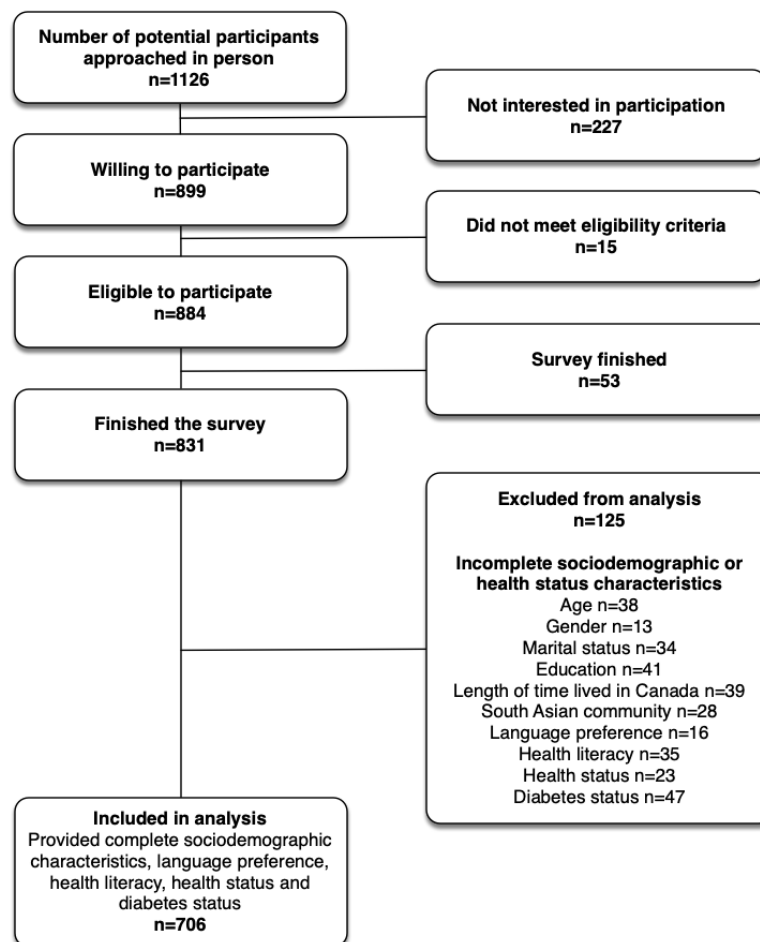 Number of potential participants
approached in person
n=1126
Not interested in participation
n=227
Willing to participate
n=899
Did not meet eligibility criteria
n=15
Eligible to participate
n=884
Survey finished
n=53
Finished the survey
n=831
Excluded from analysis
n=125
Incomplete sociodemographic or
health status characteristics
Age n=38
Gender n=13
Marital status n=34
Education n=41
Length of time lived in Canada n=39
South Asian community n=28
Language preference n=16
Health literacy n=35
Health status n=23
Diabetes status n=47
Included in analysis
Provided complete sociodemographic
characteristics, language preference,
health literacy, health status and
diabetes status
n=706